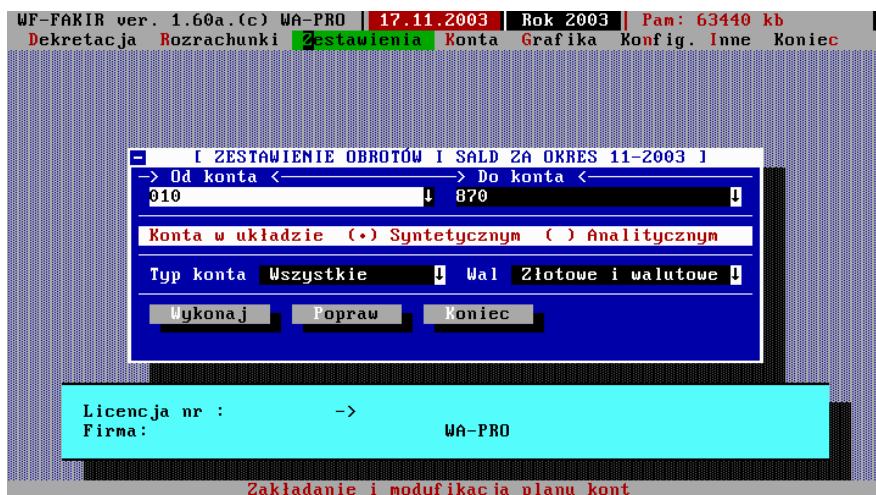 WF-FAKIR ver. 1.60a.(c) WA-PRO | 17.11.2003 | Rok 2003 | Pam: 63440 kb
Dekretacja Rozrachunki Zestawienia Konta Grafika Konfig. Inne Koniec
[ ZESTAWIENIE OBROTÓW I SALD ZA OKRES 11-2003 ]
-> Od konta <- -> Do konta <-
010 ↓ 870 ↓
Konta w układzie (•) Syntetycznym ( ) Analitycznym
Typ konta Wszystkie ↓ Wal Złotowe i walutowe ↓
Wykonaj Popraw Koniec
Licencja nr : ->
Firma: WA-PRO
Zakładanie i modyfikacja planu kont